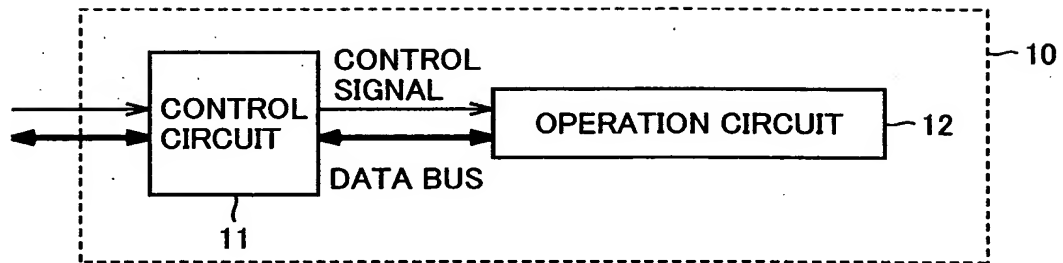 10
CONTROL
SIGNAL
CONTROL
CIRCUIT
OPERATION CIRCUIT
12
DATA BUS
11